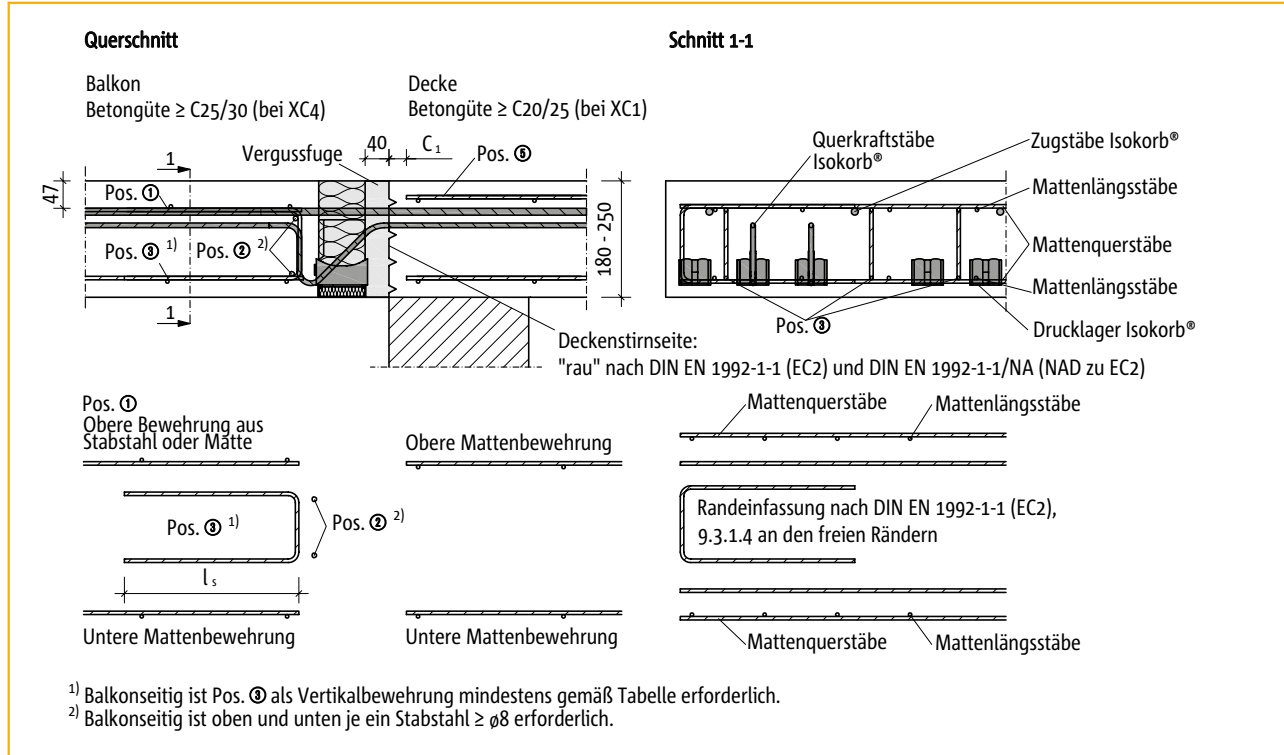 Querschnitt
Schnitt 1-1
Balkon
Betongüte ≥ C25/30 (bei XC4)
Decke
Betongüte ≥ C20/25 (bei XC1)
1
Vergussfuge
40
C1
Pos. ⑤
47
Pos. ①
Pos. ③ 1)
Pos. ② 2)
180 - 250
1
Querkraftstäbe
Isokorb®
Zugstäbe Isokorb®
Mattenlängsstäbe
Mattenquerstäbe
Mattenlängsstäbe
Pos. ③
Drucklager Isokorb®
Deckenstirnseite:
"rau" nach DIN EN 1992-1-1 (EC2) und DIN EN 1992-1-1/NA (NAD zu EC2)
Pos. ①
Obere Bewehrung aus
Stabstahl oder Matte
Obere Mattenbewehrung
Mattenquerstäbe
Mattenlängsstäbe
Pos. ③ 1)
Pos. ② 2)
ls
Randeinfassung nach DIN EN 1992-1-1 (EC2),
9.3.1.4 an den freien Rändern
Untere Mattenbewehrung
Untere Mattenbewehrung
Mattenquerstäbe
Mattenlängsstäbe
1) Balkonseitig ist Pos. ③ als Vertikalbewehrung mindestens gemäß Tabelle erforderlich.
2) Balkonseitig ist oben und unten je ein Stabstahl ≥ ø8 erforderlich.